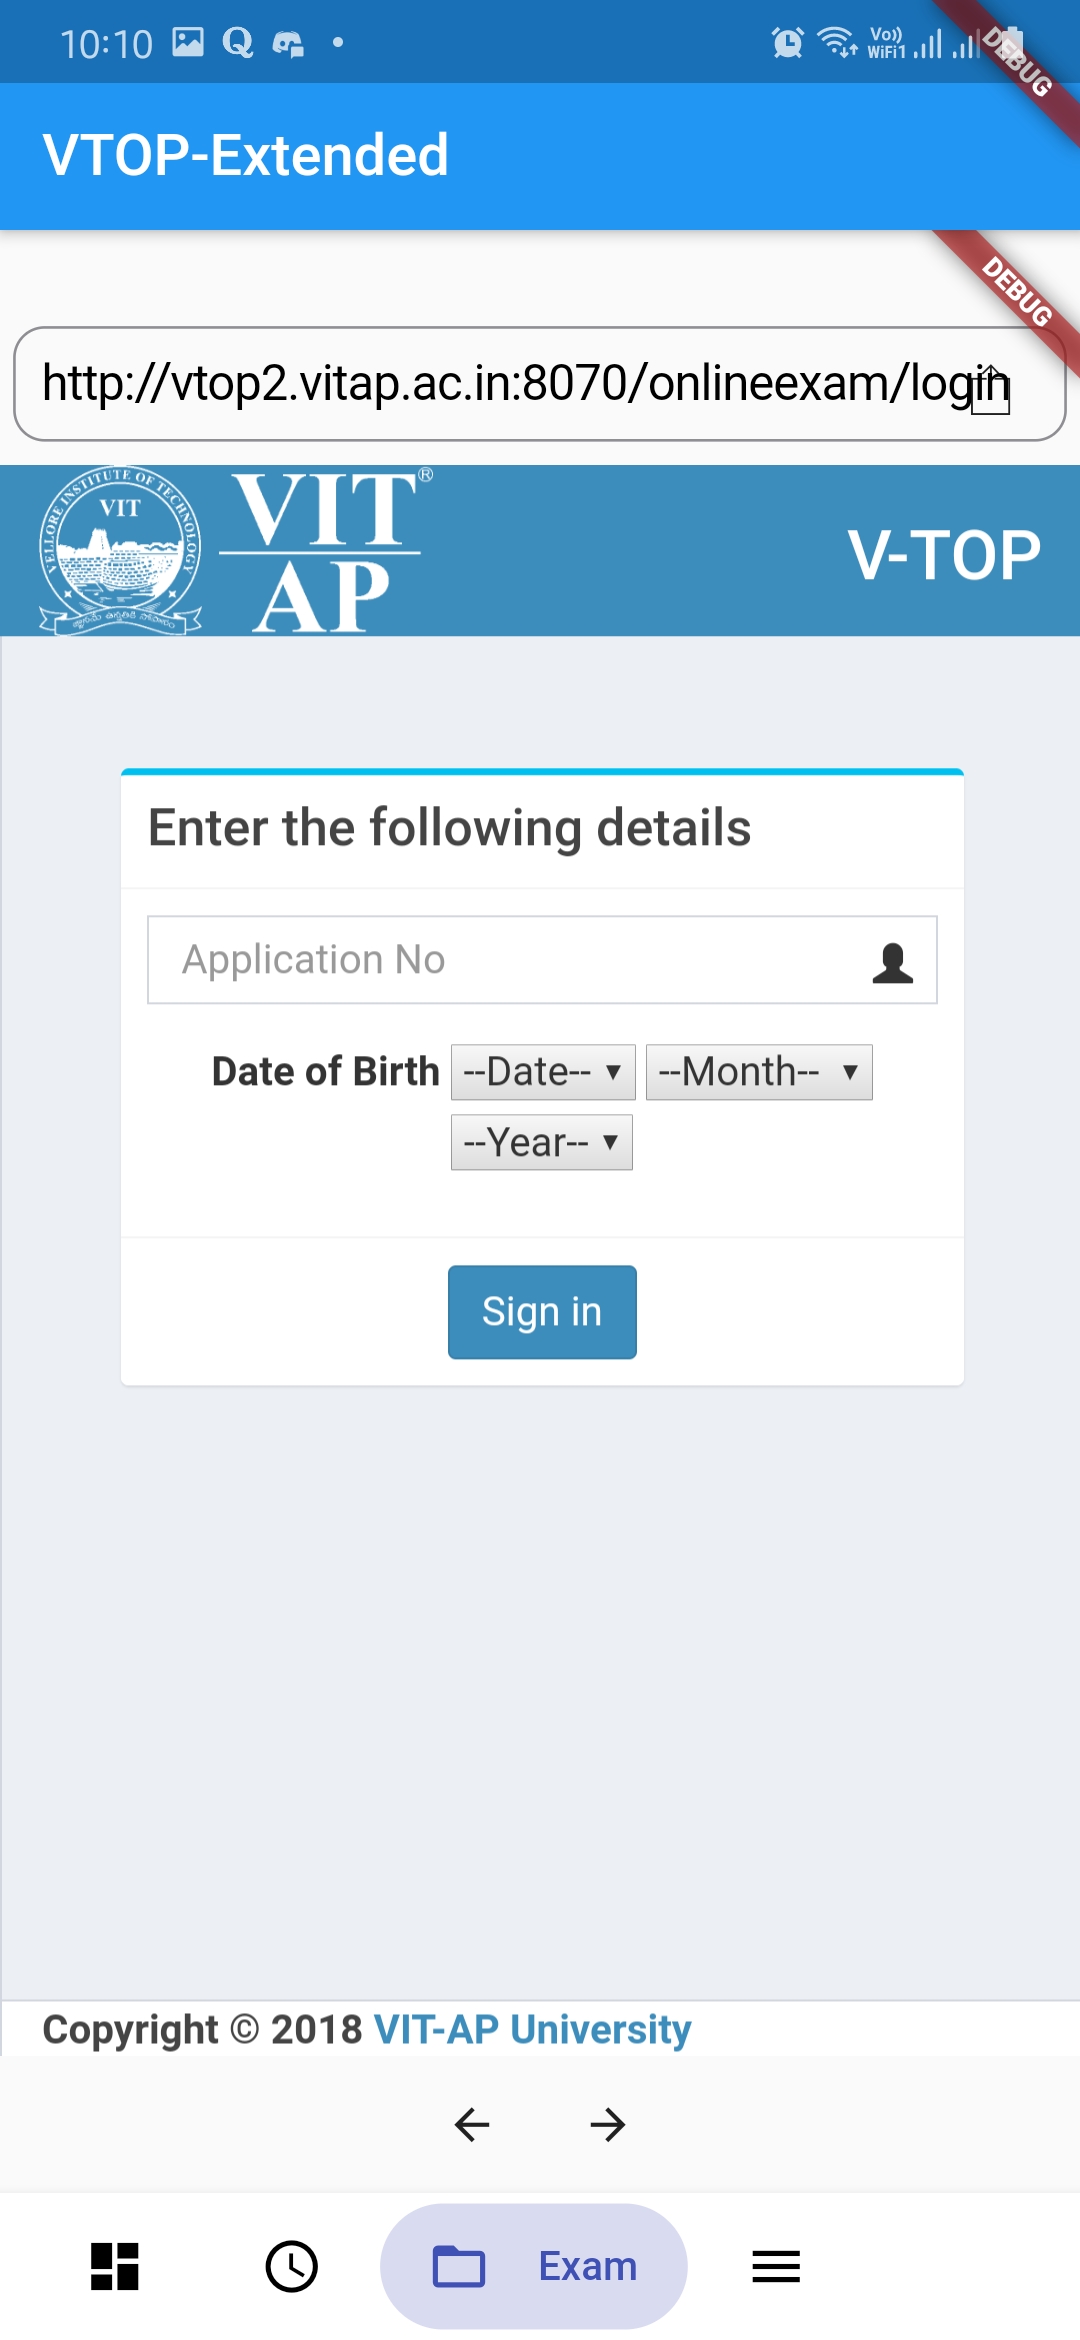 10:10
Vo))
WiFi1
DEBUG
VTOP-Extended
DEBUG
http://vtop2.vitap.ac.in:8070/onlineexam/login
VELLORE INSTITUTE OF TECHNOLOGY
VIT
VIT®
AP
V-TOP
Enter the following details
Application No
Date of Birth --Date-- --Month--
--Year--
Sign in
Copyright © 2018 VIT-AP University
Exam